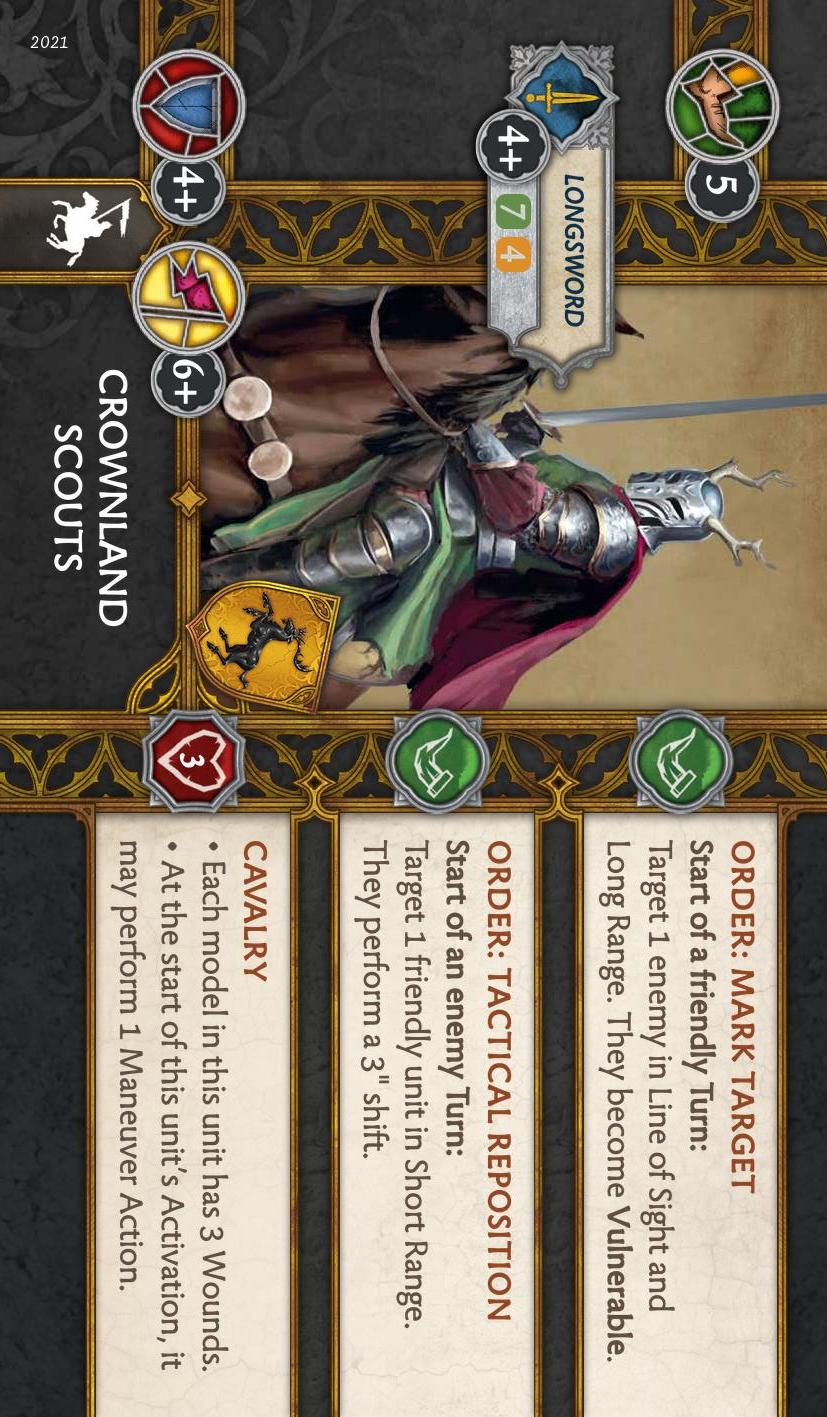 5
LONGSWORD
4+
7 4
4+
6+
CROWNLAND
SCOUTS
ORDER: MARK TARGET
Start of a friendly Turn:
Target 1 enemy in Line of Sight and
Long Range. They become Vulnerable.
ORDER: TACTICAL REPOSITION
Start of an enemy Turn:
Target 1 friendly unit in Short Range.
They perform a 3" shift.
3
CAVALRY
• Each model in this unit has 3 Wounds.
• At the start of this unit's Activation, it
may perform 1 Maneuver Action.
2021